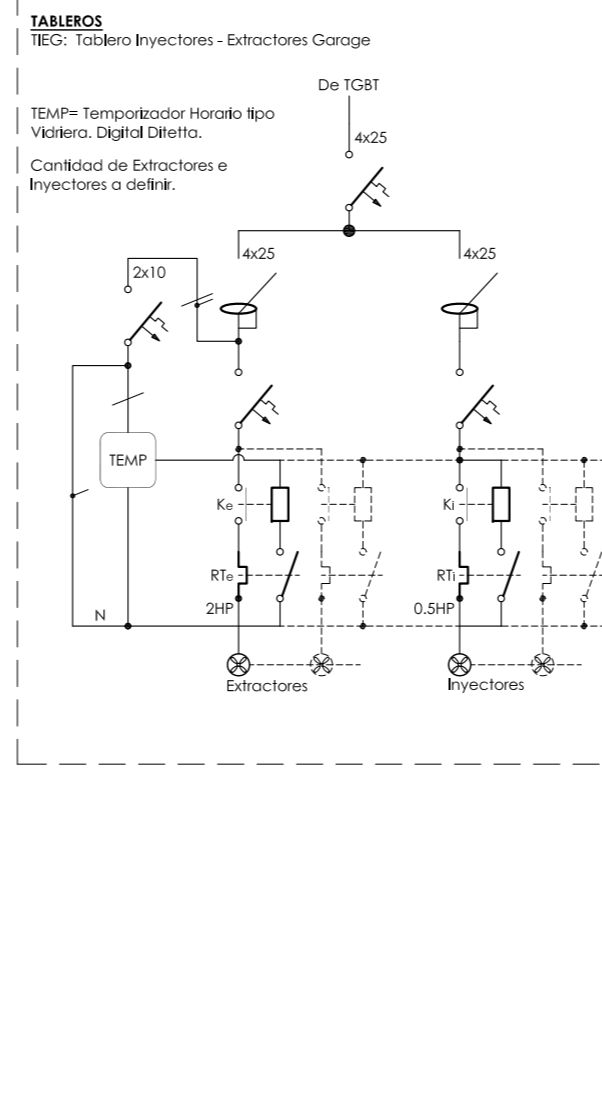 TABLEROS
TIEG: Tablero Inyectores - Extractores Garage
De TGBT
TEMP= Temporizador Horario tipo
Vidriera. Digital Ditetta.
4x25
Cantidad de Extractores e
Inyectores a definir.
4x25
4x25
2x10
TEMP
Ke
Ki
RTe
RTi
2HP
0.5HP
N
Extractores
Inyectores